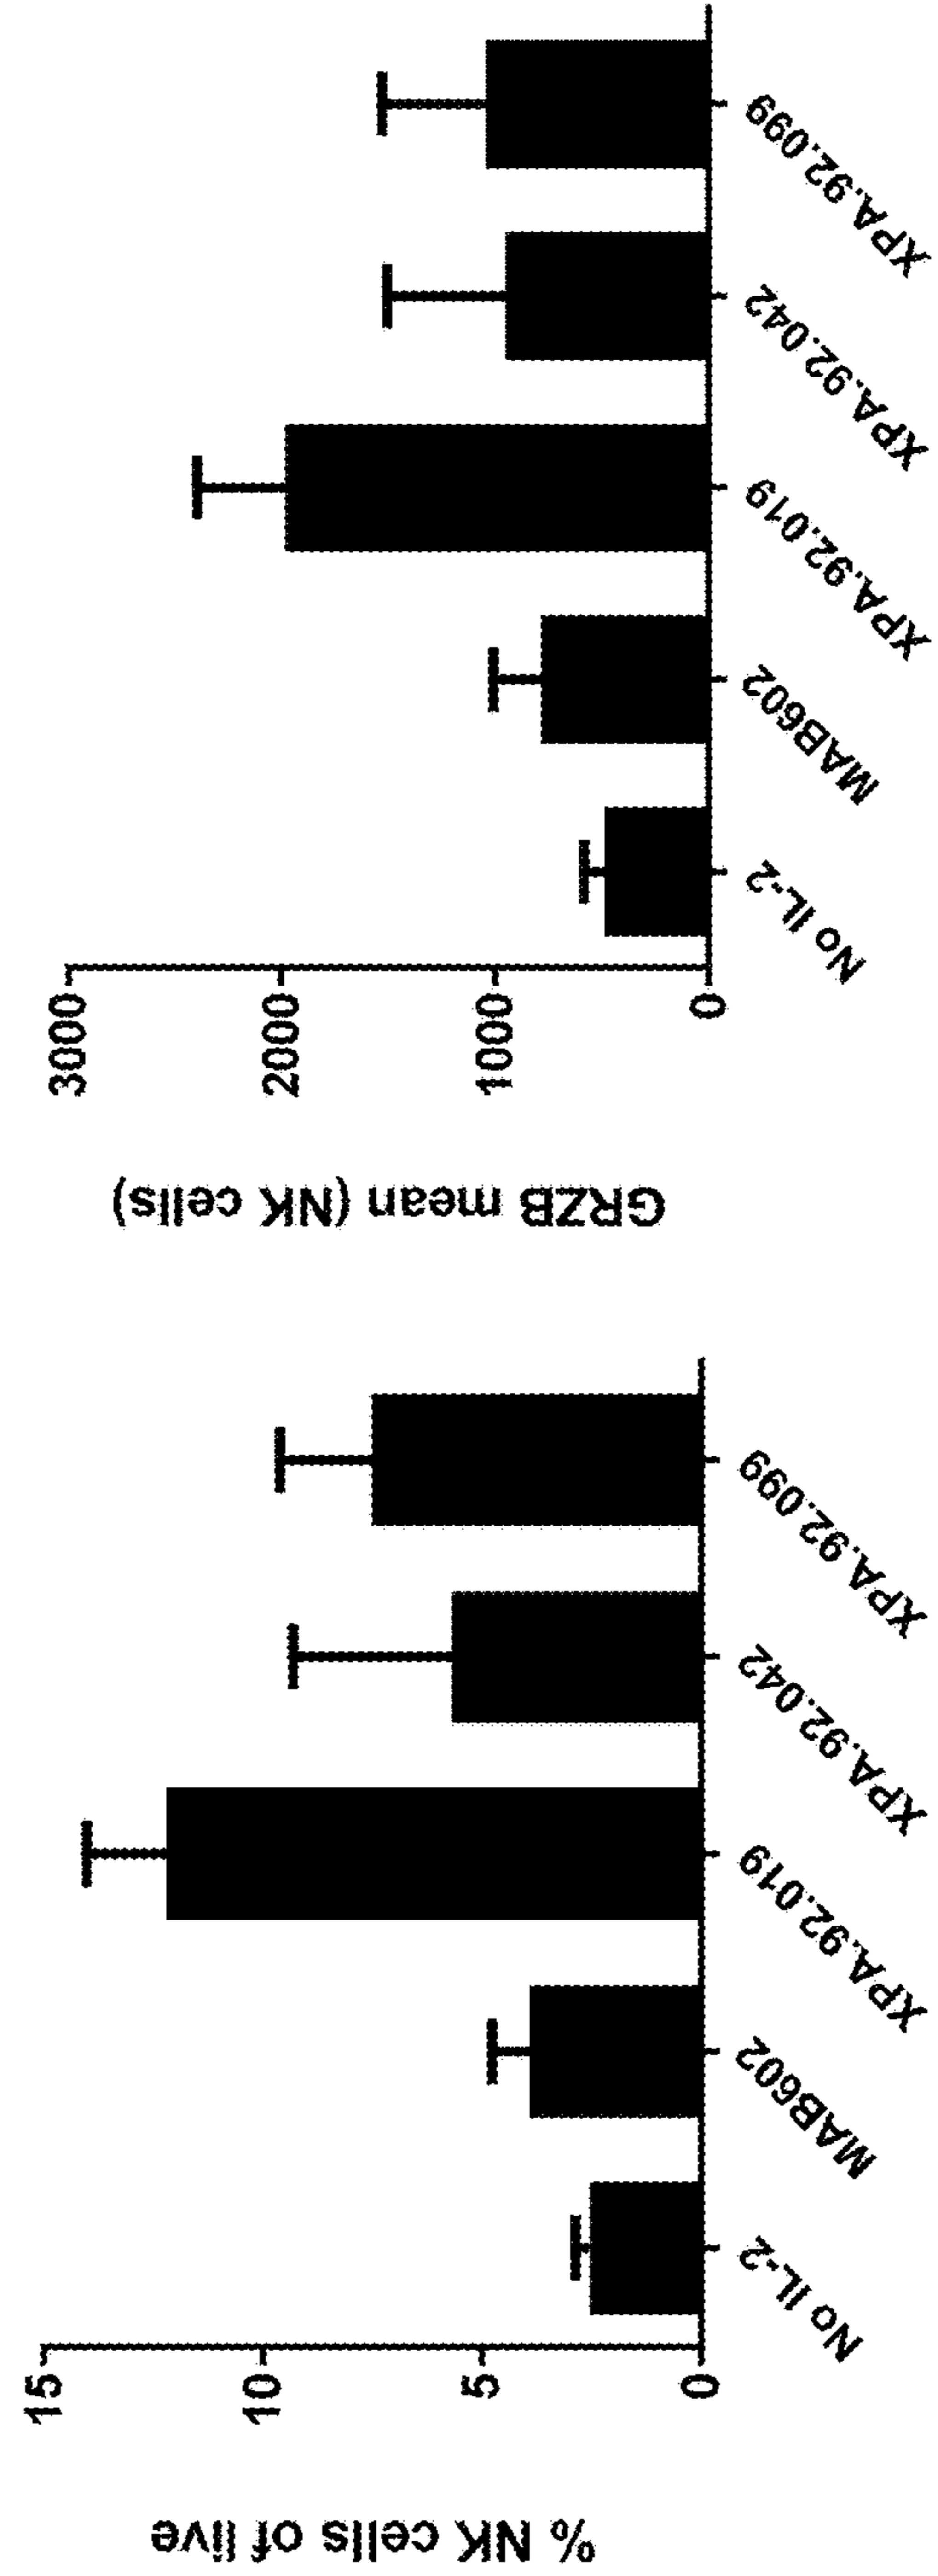 % NK cells of live
15
10
5
0
No IL-2
MAB602
XPA.92.019
XPA.92.042
XPA.92.099
GRZB mean (NK cells)
3000
2000
1000
0
No IL-2
MAB602
XPA.92.019
XPA.92.042
XPA.92.099